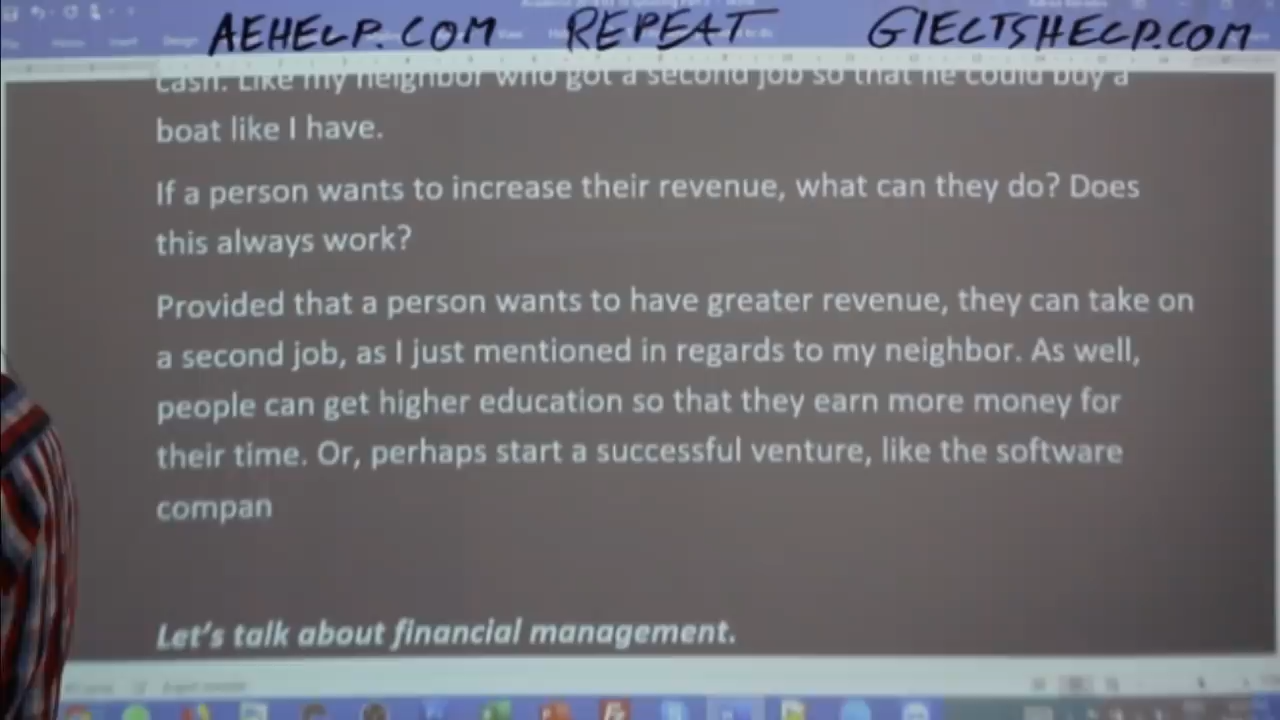 AEHELP.COM REPEAT GIELTSHELP.COM
cash. Like my neighbor who got a second job so that he could buy a
boat like I have.
If a person wants to increase their revenue, what can they do? Does
this always work?
Provided that a person wants to have greater revenue, they can take on
a second job, as I just mentioned in regards to my neighbor. As well,
people can get higher education so that they earn more money for
their time. Or, perhaps start a successful venture, like the software
compan
Let's talk about financial management.